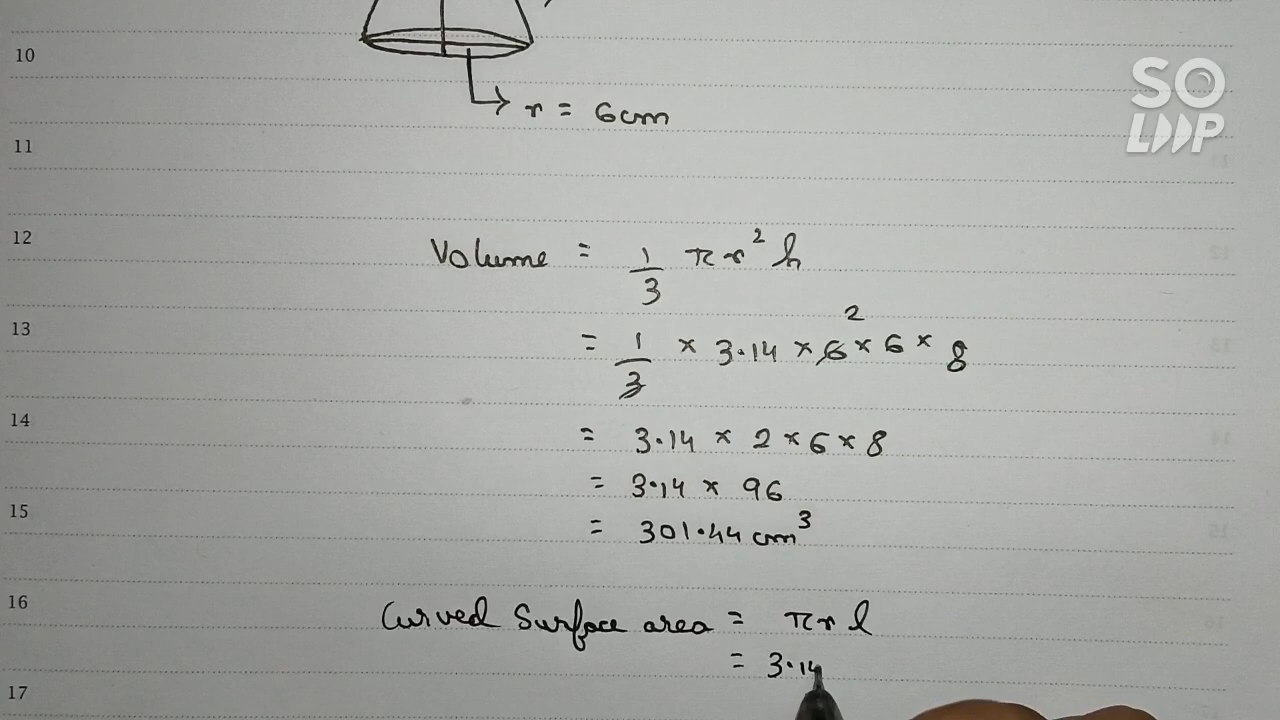 SO
LOOP
10
r = 6cm
11
12
Volume = 1/3 πr² h
13
= 1/3 × 3.14 × 6 × 6 × 8
2
14
= 3.14 × 2 × 6 × 8
= 3.14 × 96
15
= 301.44 cm³
16
Curved Surface area = πrl
= 3.14
17